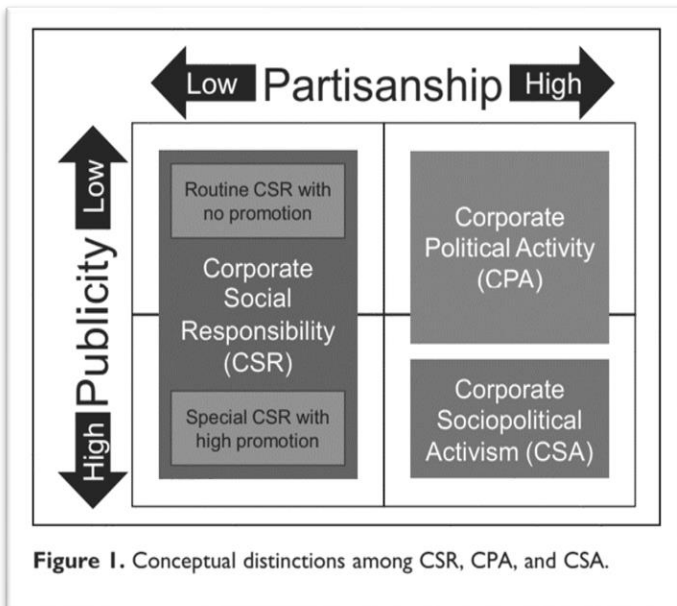 Low Partisanship High
Low
Publicity
High
Routine CSR with
no promotion
Corporate
Social
Responsibility
(CSR)
Special CSR with
high promotion
Corporate
Political Activity
(CPA)
Corporate
Sociopolitical
Activism (CSA)
Figure 1. Conceptual distinctions among CSR, CPA, and CSA.